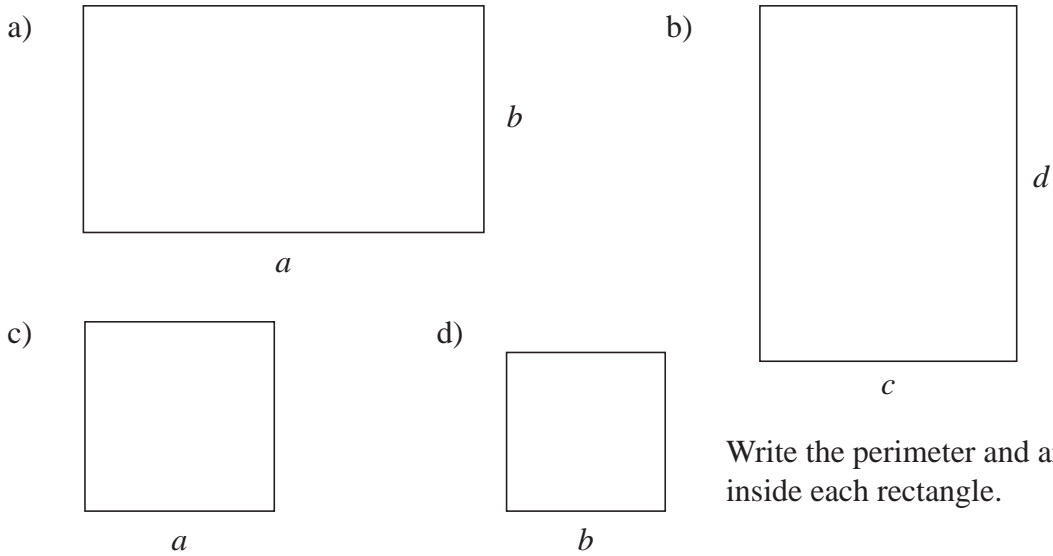 a)
b)
b
d
a
c)
d)
c
Write the perimeter and
inside each rectangle.
a
b